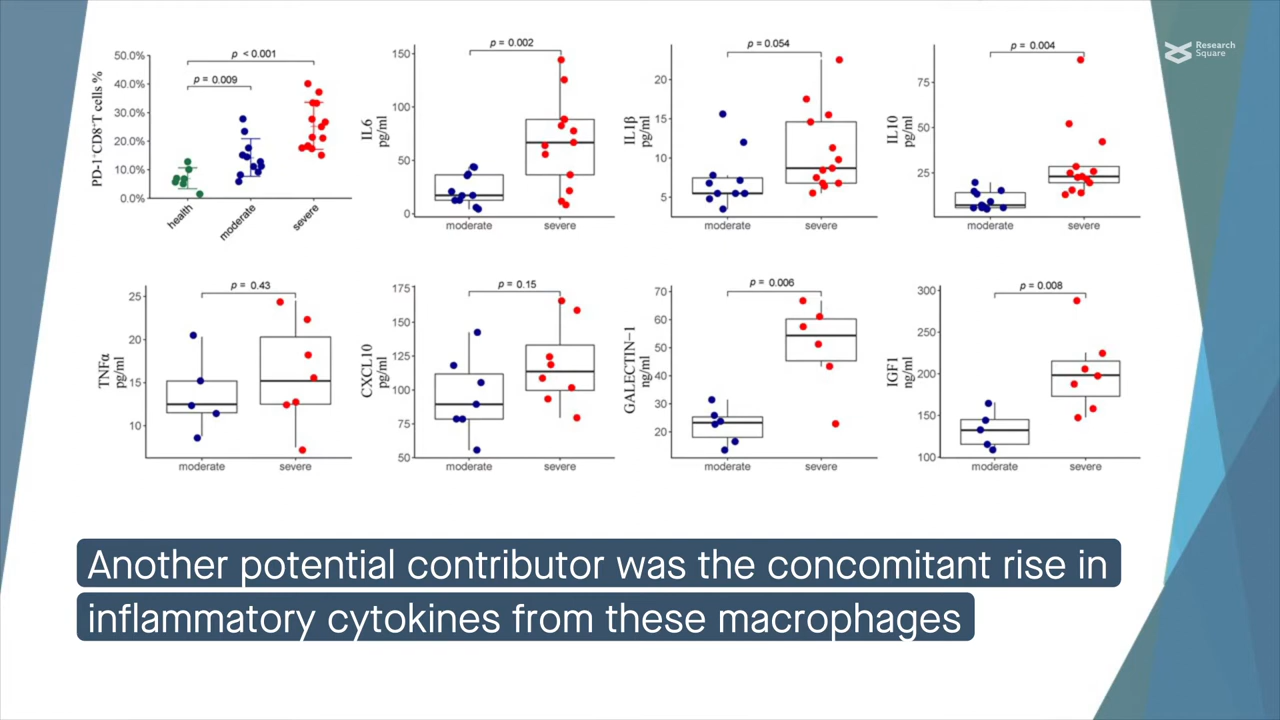 Research
Square
p < 0.001
p = 0.009
50.0%
40.0%
30.0%
20.0%
10.0%
0.0%
PD-1⁺CD8⁺T cells %
health
moderate
severe
p = 0.002
150
100
50
0
IL6
pg/ml
moderate severe
p = 0.054
20
15
10
5
IL1β
pg/ml
moderate severe
p = 0.004
75
50
25
IL10
pg/ml
moderate severe
p = 0.43
25
20
15
10
TNFα
pg/ml
moderate severe
p = 0.15
175
150
125
100
75
50
CXCL10
pg/ml
moderate severe
p = 0.006
70
60
50
40
30
20
GALECTIN−1
ng/ml
moderate severe
p = 0.008
300
250
200
150
100
IGF1
ng/ml
moderate severe
Another potential contributor was the concomitant rise in
inflammatory cytokines from these macrophages